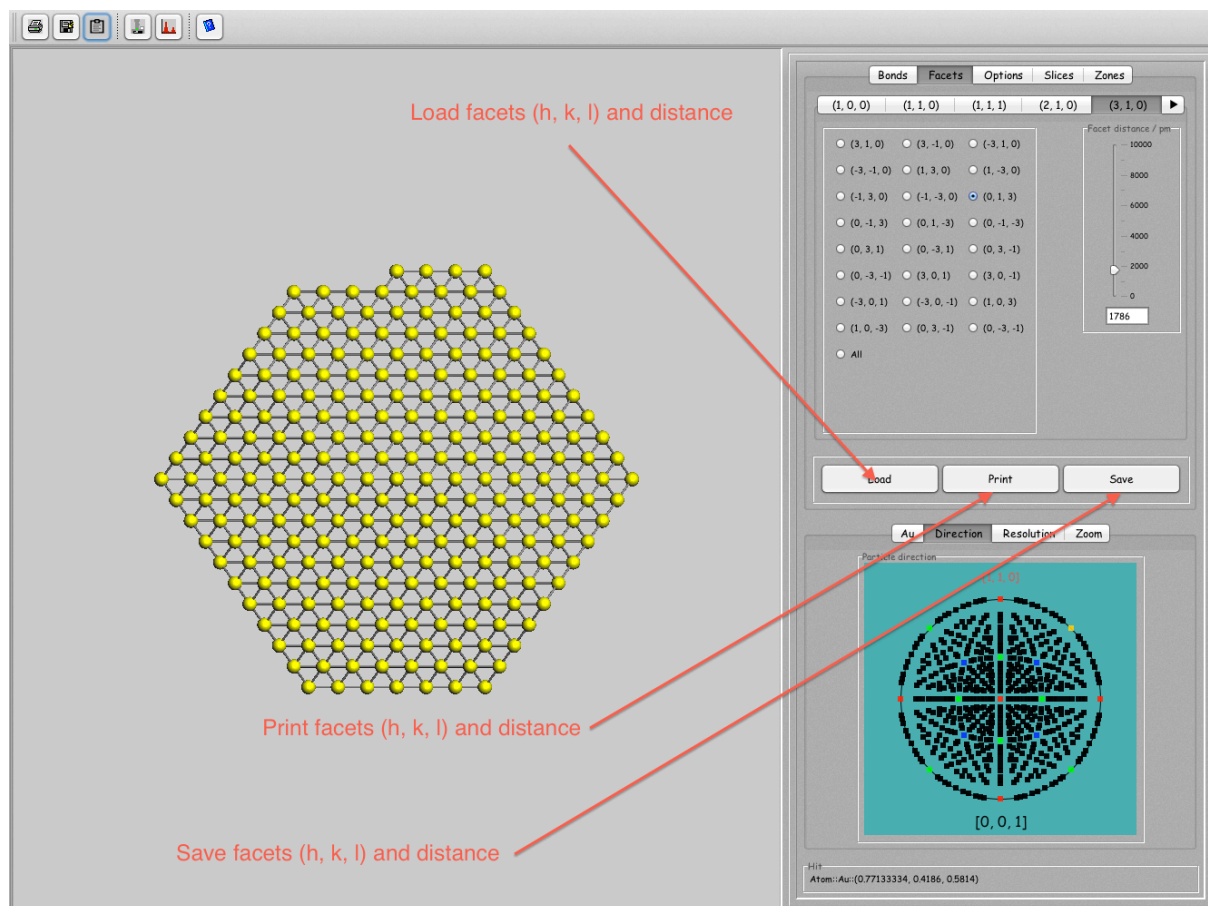 Load facets (h, k, l) and distance
Print facets (h, k, l) and distance
Save facets (h, k, l) and distance
Bonds Facets Options Slices Zones
(1, 0, 0) (1, 1, 0) (1, 1, 1) (2, 1, 0) (3, 1, 0)
(3, 1, 0) (3, -1, 0) (-3, 1, 0)
(-3, -1, 0) (1, 3, 0) (1, -3, 0)
(-1, 3, 0) (-1, -3, 0) (0, 1, 3)
(0, -1, 3) (0, 1, -3) (0, -1, -3)
(0, 3, 1) (0, -3, 1) (0, 3, -1)
(0, -3, -1) (3, 0, 1) (3, 0, -1)
(-3, 0, 1) (-3, 0, -1) (1, 0, 3)
(1, 0, -3) (0, 3, -1) (0, -3, -1)
All
Facet distance / pm
10000
8000
6000
4000
2000
0
1786
Load Print Save
Au Direction Resolution Zoom
Particle direction
[1, 1, 0]
[0, 0, 1]
Hit
Atom::Au::(0.77133334, 0.4186, 0.5814)